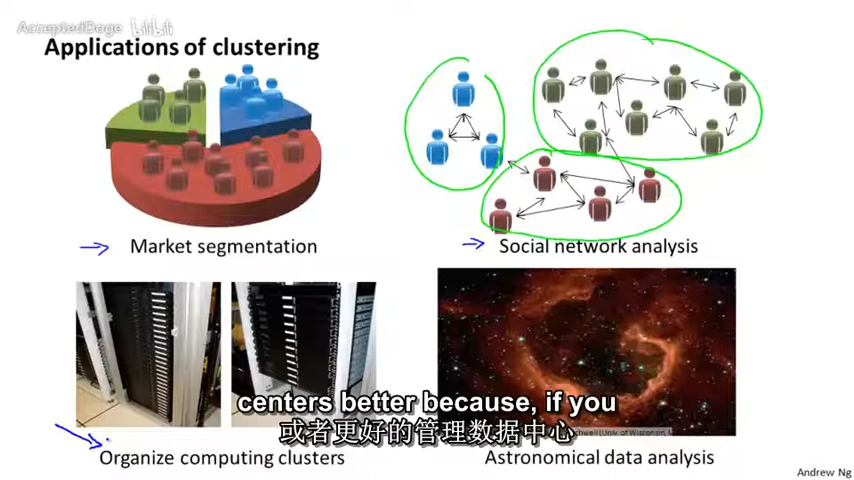 AcceptedDoge bilibili
Applications of clustering
Market segmentation
Social network analysis
centers better because, if you
或者更好的管理数据中心
Organize computing clusters
Astronomical data analysis
Andrew Ng